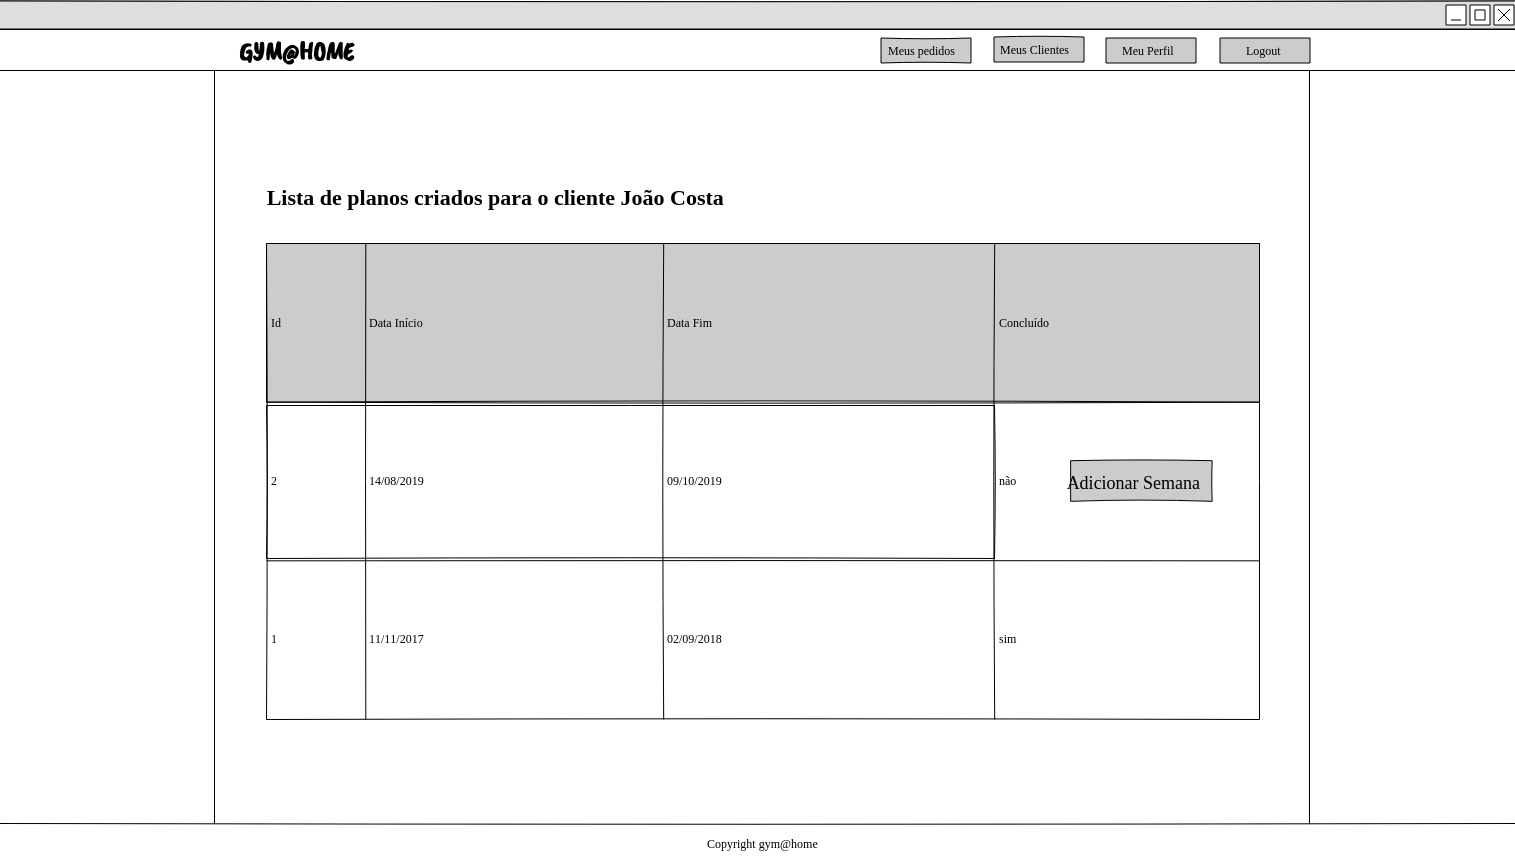 GYM@HOME
Meus pedidos
Meus Clientes
Meu Perfil
Logout
Lista de planos criados para o cliente João Costa
Id Data Início Data Fim Concluído
2 14/08/2019 09/10/2019 não Adicionar Semana
1 11/11/2017 02/09/2018 sim
Copyright gym@home